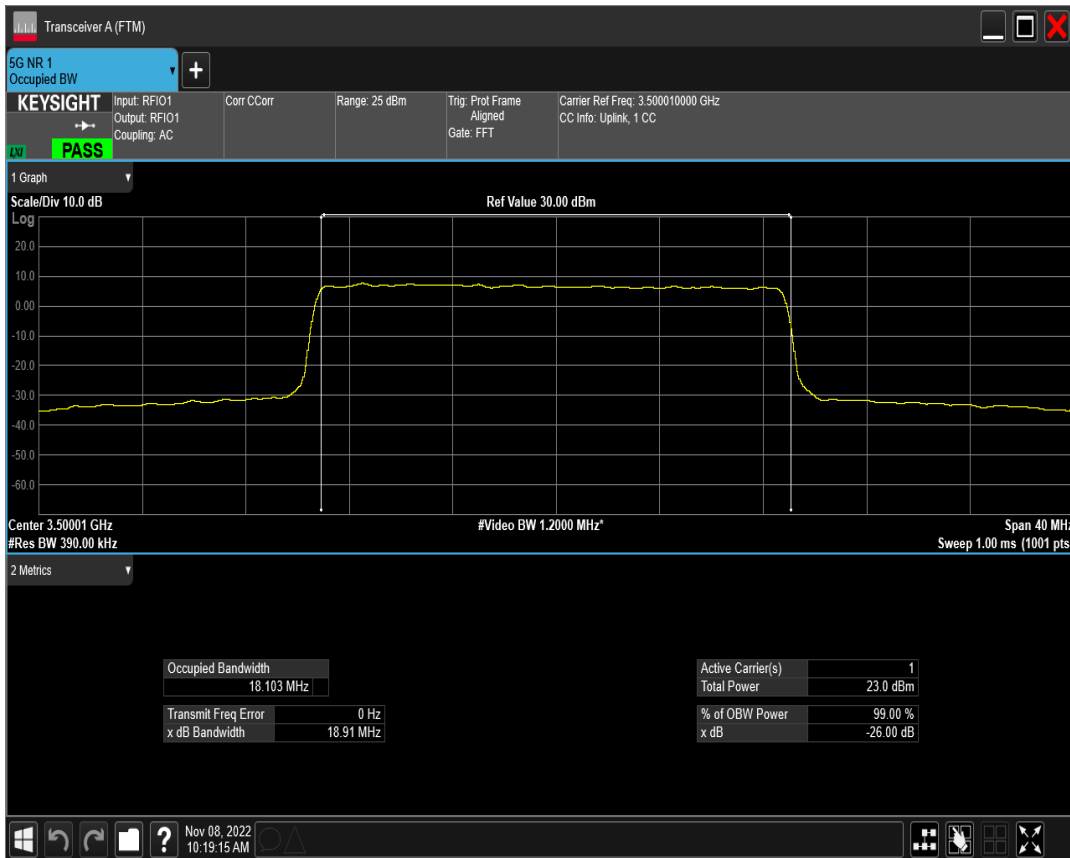 Transceiver A (FTM)
5G NR 1
Occupied BW
+
KEYSIGHT
LXI
PASS
Input: RFIO1
Output: RFIO1
Coupling: AC
Corr CCorr
Range: 25 dBm
Trig: Prot Frame
Aligned
Gate: FFT
Carrier Ref Freq: 3.500010000 GHz
CC Info: Uplink, 1 CC
1 Graph
Scale/Div 10.0 dB
Ref Value 30.00 dBm
Log
20.0
10.0
0.00
-10.0
-20.0
-30.0
-40.0
-50.0
-60.0
Center 3.50001 GHz
#Video BW 1.2000 MHz*
Span 40 MHz
#Res BW 390.00 kHz
Sweep 1.00 ms (1001 pts
2 Metrics
Occupied Bandwidth
18.103 MHz
Transmit Freq Error 0 Hz
x dB Bandwidth 18.91 MHz
Active Carrier(s) 1
Total Power 23.0 dBm
% of OBW Power 99.00 %
x dB -26.00 dB
?
Nov 08, 2022
10:19:15 AM